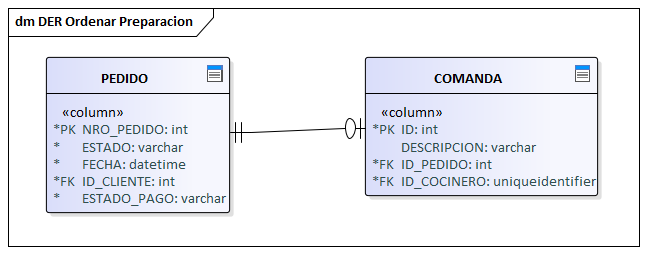 dm DER Ordenar Preparacion
PEDIDO
«column»
*PK NRO_PEDIDO: int
* ESTADO: varchar
* FECHA: datetime
*FK ID_CLIENTE: int
* ESTADO_PAGO: varchar
COMANDA
«column»
*PK ID: int
DESCRIPCION: varchar
*FK ID_PEDIDO: int
*FK ID_COCINERO: uniqueidentifier